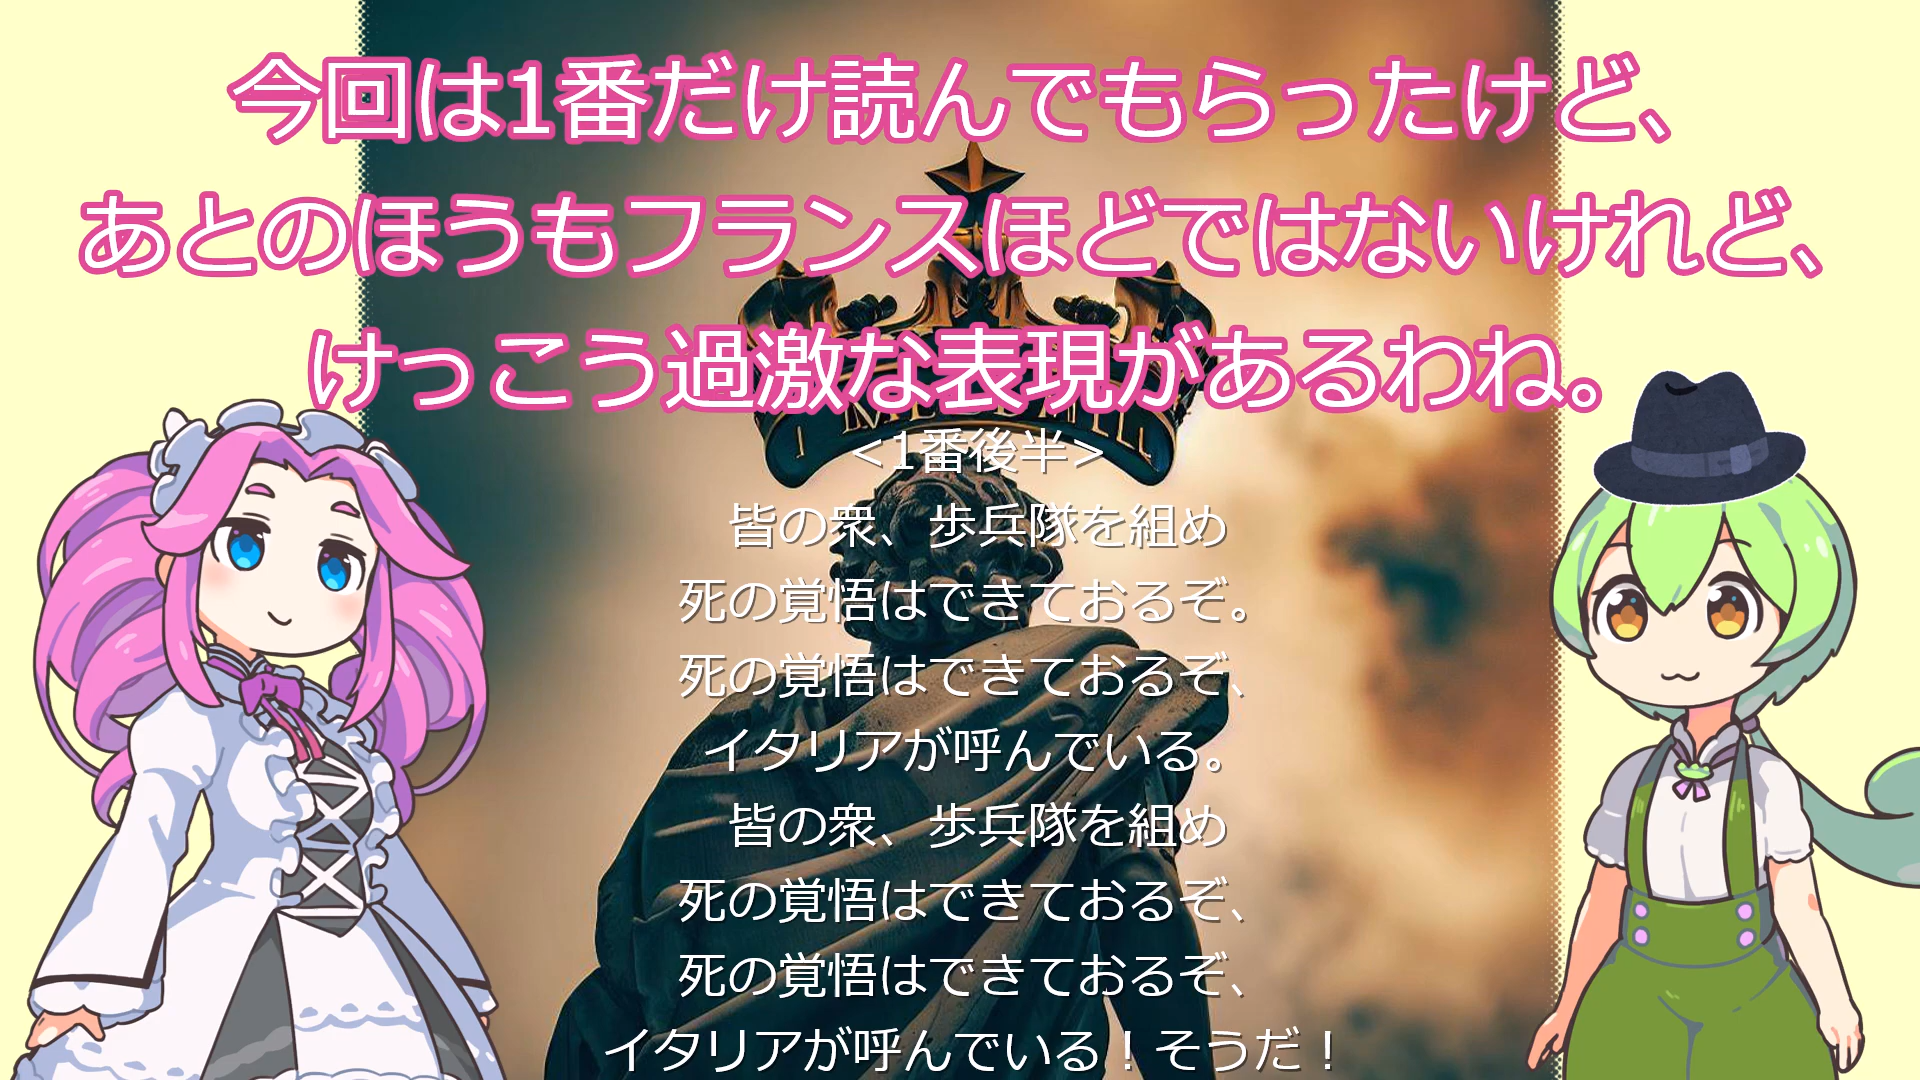 今回は1番だけ読んでもらったけど、
あとのほうもフランスほどではないけれど、
けっこう過激な表現があるわね。
<1番後半>
皆の衆、歩兵隊を組め
死の覚悟はできておるぞ。
死の覚悟はできておるぞ、
イタリアが呼んでいる。
皆の衆、歩兵隊を組め
死の覚悟はできておるぞ、
死の覚悟はできておるぞ、
イタリアが呼んでいる！そうだ！